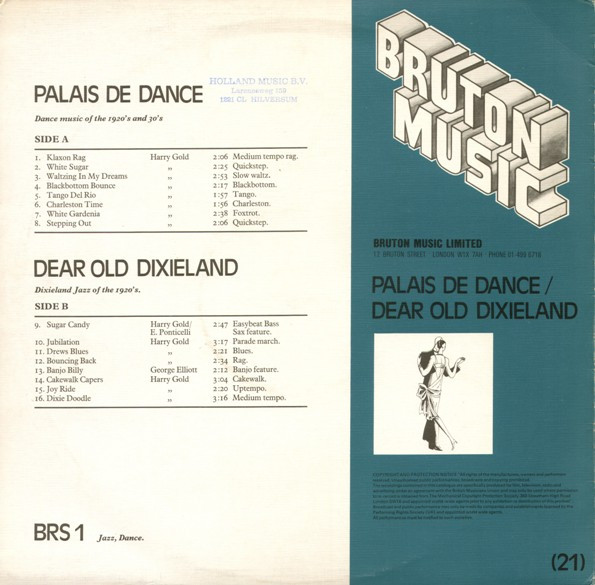 PALAIS DE DANCE
HOLLAND MUSIC B.V.
1251 CL HILVERSUM
Dance music of the 1920's and 30's
SIDE A
1. Klaxon Rag Harry Gold 2:06 Medium tempo rag.
2. White Sugar „ 2:25 Quickstep.
3. Waltzing In My Dreams „ 2:53 Slow waltz.
4. Blackbottom Bounce „ 2:17 Blackbottom.
5. Tango Del Rio „ 1:57 Tango.
6. Charleston Time „ 1:56 Charleston.
7. White Gardenia „ 2:38 Foxtrot.
8. Stepping Out „ 2:06 Quickstep.
DEAR OLD DIXIELAND
Dixieland Jazz of the 1920's.
SIDE B
9. Sugar Candy Harry Gold/ 2:47 Easybeat Bass
E. Ponticelli Sax feature.
10. Jubilation Harry Gold 3:17 Parade march.
11. Drews Blues „ 2:21 Blues.
12. Bouncing Back „ 2:34 Rag.
13. Banjo Billy George Elliott 2:12 Banjo feature.
14. Cakewalk Capers Harry Gold 3:04 Cakewalk.
15. Joy Ride „ 2:20 Uptempo.
16. Dixie Doodle „ 3:16 Medium tempo.
BRS 1 Jazz, Dance.
BRUTON
MUSIC
BRUTON MUSIC LIMITED
12 BRUTON STREET · LONDON W1X 7AH · PHONE 01-499
PALAIS DE DANCE/
DEAR OLD DIXIELAND
(21)